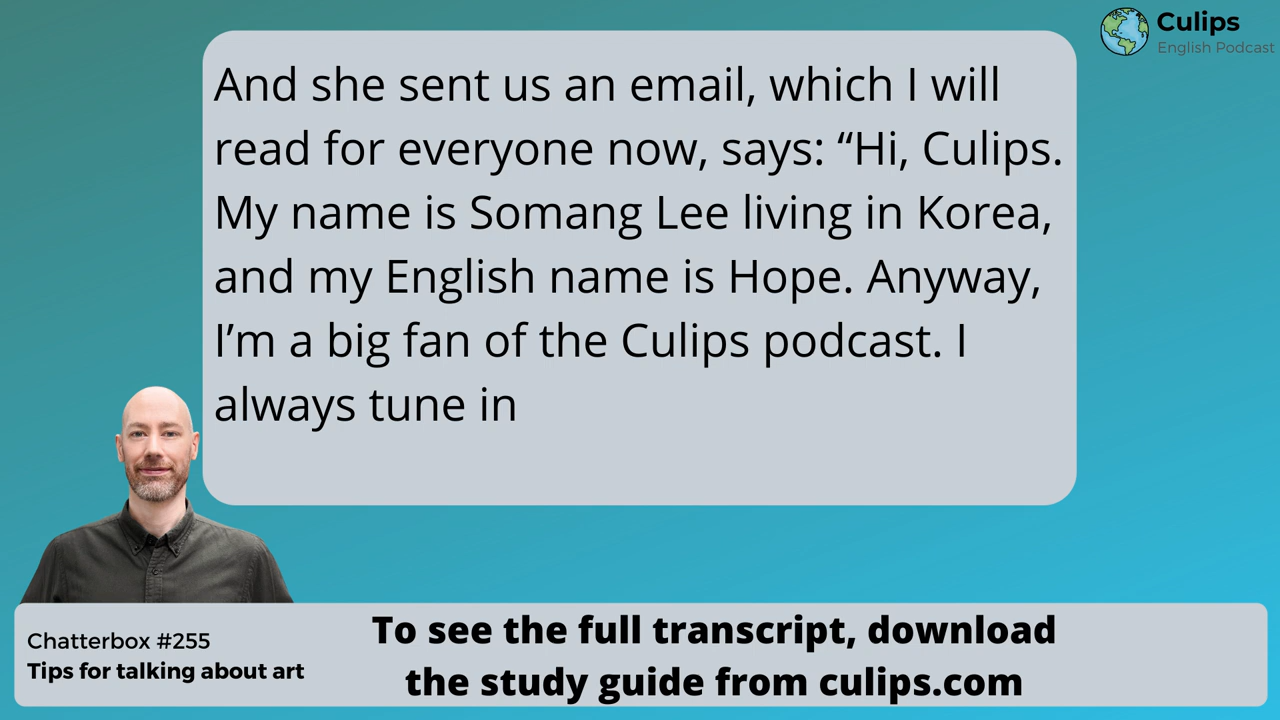 Culips
English Podcast
And she sent us an email, which I will
read for everyone now, says: “Hi, Culips.
My name is Somang Lee living in Korea,
and my English name is Hope. Anyway,
I’m a big fan of the Culips podcast. I
always tune in
Chatterbox #255
Tips for talking about art
To see the full transcript, download
the study guide from culips.com